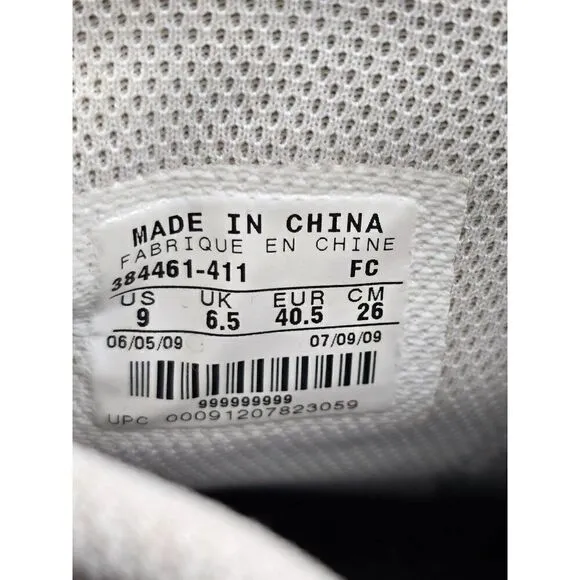 MADE IN CHINA
FABRIQUE EN CHINE
384461-411 FC
US UK EUR CM
9 6.5 40.5 26
06/05/09 07/09/09
999999999
UPC 00091207823059